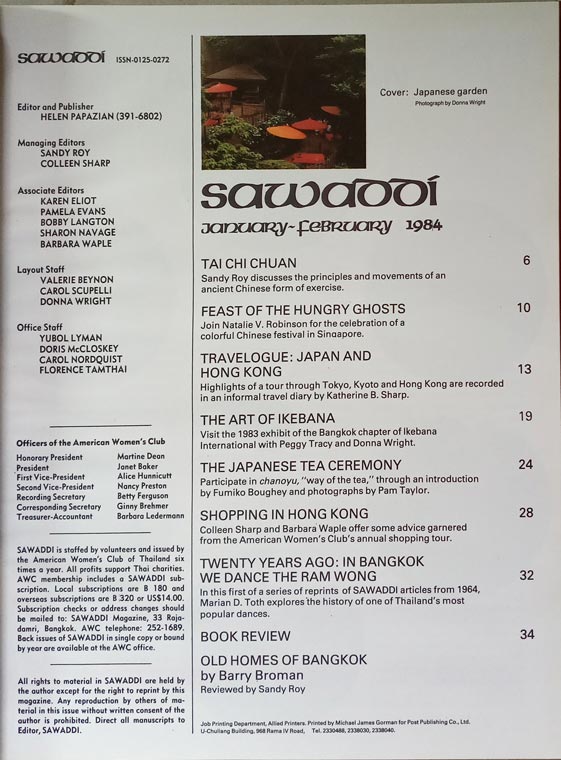 SAWADDI ISSN-0125-0272
Editor and Publisher
HELEN PAPAZIAN (391-6802)
Managing Editors
SANDY ROY
COLLEEN SHARP
Associate Editors
KAREN ELIOT
PAMELA EVANS
BOBBY LANGTON
SHARON NAVAGE
BARBARA WAPLE
Layout Staff
VALERIE BEYNON
CAROL SCUPELLI
DONNA WRIGHT
Office Staff
YUBOL LYMAN
DORIS McCLOSKEY
CAROL NORDQUIST
FLORENCE TAMTHAI
Officers of the American Women's Club
Honorary President Martine Dean
President Janet Baker
First Vice-President Alice Hunnicutt
Second Vice-President Nancy Preston
Recording Secretary Betty Ferguson
Corresponding Secretary Ginny Brehmer
Treasurer-Accountant Barbara Ledermann
SAWADDI is staffed by volunteers and issued by
the American Women's Club of Thailand six
times a year. All profits support Thai charities.
AWC membership includes a SAWADDI sub-
scription. Local subscriptions are B 180 and
overseas subscriptions are B 320 or US$14.00.
Subscription checks or address changes should
be mailed to: SAWADDI Magazine, 33 Raja-
damri, Bangkok. AWC telephone: 252-1689.
Back issues of SAWADDI in single copy or bound
by year are available at the AWC office.
All rights to material in SAWADDI are held by
the author except for the right to reprint by this
magazine. Any reproduction by others of ma-
terial in this issue without written consent of the
author is prohibited. Direct all manuscripts to
Editor, SAWADDI.
Cover: Japanese garden
Photograph by Donna Wright
SAWADDI
JANUARY-FEBRUARY 1984
TAI CHI CHUAN 6
Sandy Roy discusses the principles and movements of an
ancient Chinese form of exercise.
FEAST OF THE HUNGRY GHOSTS 10
Join Natalie V. Robinson for the celebration of a
colorful Chinese festival in Singapore.
TRAVELOGUE: JAPAN AND
HONG KONG 13
Highlights of a tour through Tokyo, Kyoto and Hong Kong are recorded
in an informal travel diary by Katherine B. Sharp.
THE ART OF IKEBANA 19
Visit the 1983 exhibit of the Bangkok chapter of Ikebana
International with Peggy Tracy and Donna Wright.
THE JAPANESE TEA CEREMONY 24
Participate in chanoyu, "way of the tea," through an introduction
by Fumiko Boughey and photographs by Pam Taylor.
SHOPPING IN HONG KONG 28
Colleen Sharp and Barbara Waple offer some advice garnered
from the American Women's Club's annual shopping tour.
TWENTY YEARS AGO: IN BANGKOK
WE DANCE THE RAM WONG 32
In this first of a series of reprints of SAWADDI articles from 1964,
Marian D. Toth explores the history of one of Thailand's most
popular dances.
BOOK REVIEW 34
OLD HOMES OF BANGKOK
by Barry Broman
Reviewed by Sandy Roy
Job Printing Department, Allied Printers. Printed by Michael James Gorman for Post Publishing Co., Ltd.
U-Chuliang Building, 968 Rama IV Road, Tel. 2330488, 2338030, 2338040.